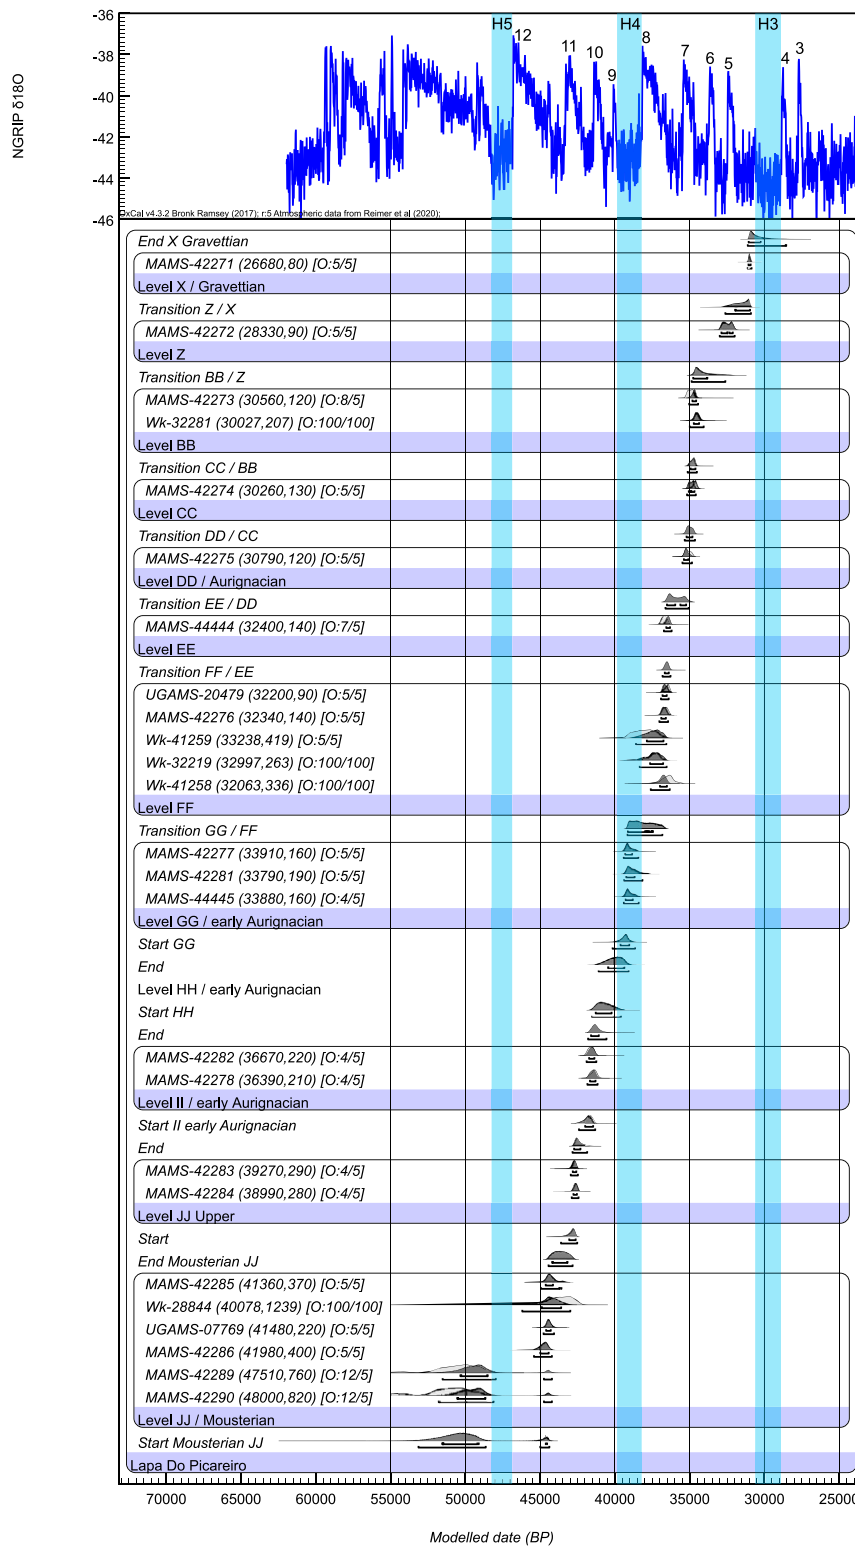 H5
H4
H3
12
11
10
9
8
7
6
5
4
3
NGRIP δ18O
-36
-38
-40
-42
-44
-46
OxCal v4.3.2 Bronk Ramsey (2017); r:5 Atmospheric data from Reimer et al (2020);
End X Gravettian
MAMS-42271 (26680,80) [O:5/5]
Level X / Gravettian
Transition Z / X
MAMS-42272 (28330,90) [O:5/5]
Level Z
Transition BB / Z
MAMS-42273 (30560,120) [O:8/5]
Wk-32281 (30027,207) [O:100/100]
Level BB
Transition CC / BB
MAMS-42274 (30260,130) [O:5/5]
Level CC
Transition DD / CC
MAMS-42275 (30790,120) [O:5/5]
Level DD / Aurignacian
Transition EE / DD
MAMS-44444 (32400,140) [O:7/5]
Level EE
Transition FF / EE
UGAMS-20479 (32200,90) [O:5/5]
MAMS-42276 (32340,140) [O:5/5]
Wk-41259 (33238,419) [O:5/5]
Wk-32219 (32997,263) [O:100/100]
Wk-41258 (32063,336) [O:100/100]
Level FF
Transition GG / FF
MAMS-42277 (33910,160) [O:5/5]
MAMS-42281 (33790,190) [O:5/5]
MAMS-44445 (33880,160) [O:4/5]
Level GG / early Aurignacian
Start GG
End
Level HH / early Aurignacian
Start HH
End
MAMS-42282 (36670,220) [O:4/5]
MAMS-42278 (36390,210) [O:4/5]
Level II / early Aurignacian
Start II early Aurignacian
End
MAMS-42283 (39270,290) [O:4/5]
MAMS-42284 (38990,280) [O:4/5]
Level JJ Upper
Start
End Mousterian JJ
MAMS-42285 (41360,370) [O:5/5]
Wk-28844 (40078,1239) [O:100/100]
UGAMS-07769 (41480,220) [O:5/5]
MAMS-42286 (41980,400) [O:5/5]
MAMS-42289 (47510,760) [O:12/5]
MAMS-42290 (48000,820) [O:12/5]
Level JJ / Mousterian
Start Mousterian JJ
Lapa Do Picareiro
70000 65000 60000 55000 50000 45000 40000 35000 30000 25000
Modelled date (BP)